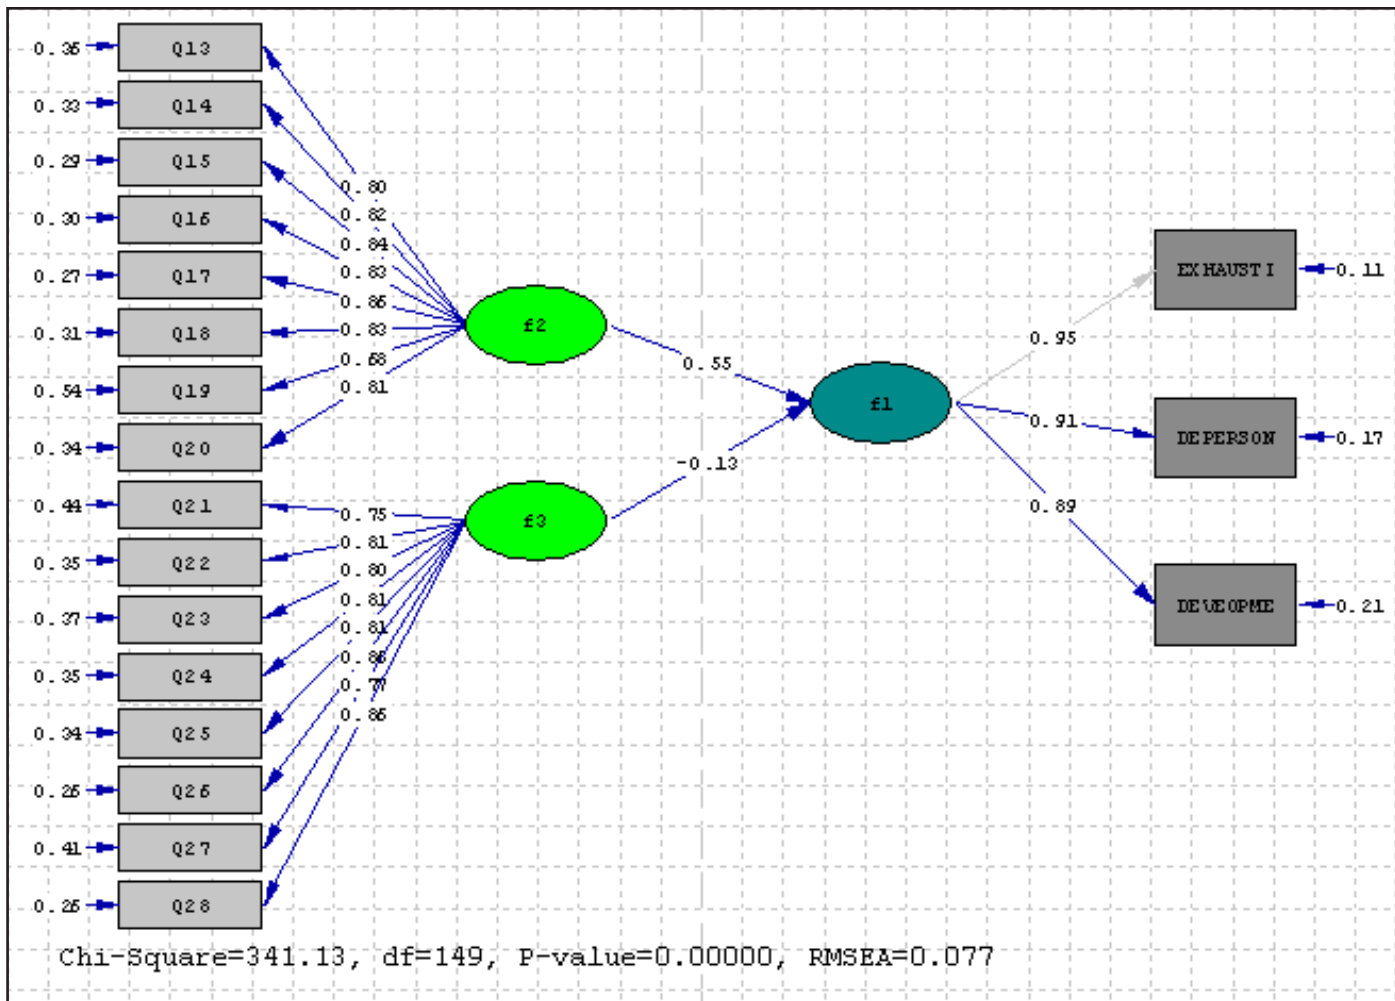 0.36 Q13
0.33 Q14
0.29 Q15
0.30 Q16
0.27 Q17
0.31 Q18
0.54 Q19
0.34 Q20
0.44 Q21
0.35 Q22
0.37 Q23
0.35 Q24
0.34 Q25
0.26 Q26
0.41 Q27
0.26 Q28
0.80
0.82
0.84
0.83
0.86
0.83
0.68
0.81
0.75
0.81
0.80
0.81
0.81
0.86
0.77
0.86
f2
f3
0.55
-0.13
f1
0.95
0.91
0.89
EXHAUSTI 0.11
DEPERSON 0.17
DEVEOPME 0.21
Chi-Square=341.13, df=149, P-value=0.00000, RMSEA=0.077